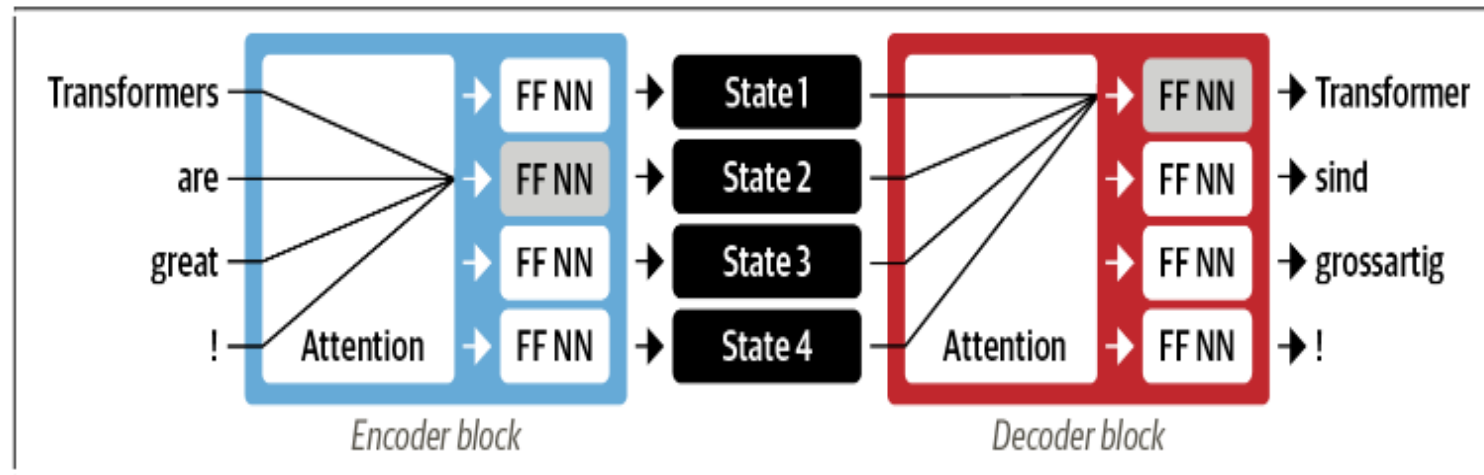 Transformers FF NN State 1 FF NN Transformer
are FF NN State 2 FF NN sind
great FF NN State 3 FF NN grossartig
! Attention FF NN State 4 Attention FF NN !
Encoder block Decoder block